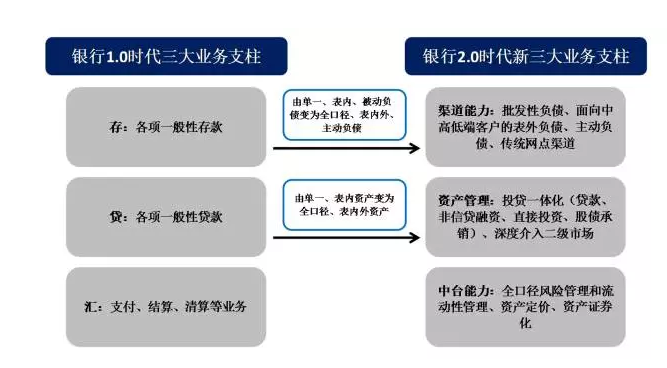 银行1.0时代三大业务支柱
银行2.0时代新三大业务支柱
存：各项一般性存款
由单一、表内、被动负
债变为全口径、表内外、
主动负债
渠道能力：批发性负债、面向中
高低端客户的表外负债、主动负
债、传统网点渠道
贷：各项一般性贷款
由单一、表内资产变为
全口径、表内外资产
资产管理：投贷一体化（贷款、
非信贷融资、直接投资、股债承
销）、深度介入二级市场
汇：支付、结算、清算等业务
中台能力：全口径风险管理和流
动性管理、资产定价、资产证券
化